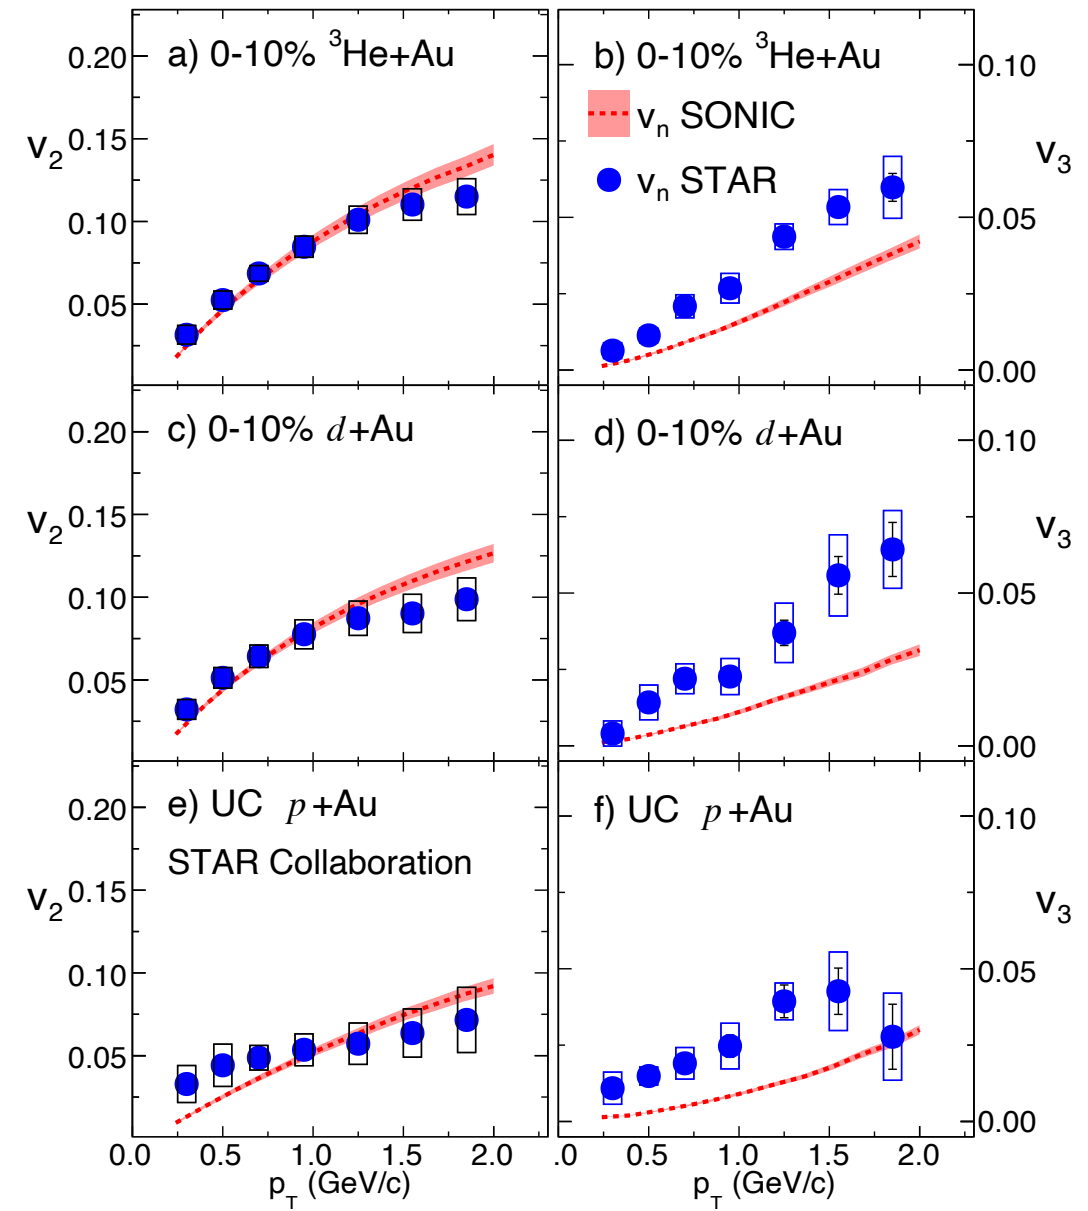 a) 0-10% ³He+Au
v₂
0.20
0.15
0.10
0.05
b) 0-10% ³He+Au
vₙ SONIC
vₙ STAR
v₃
0.10
0.05
0.00
c) 0-10% d+Au
v₂
0.20
0.15
0.10
0.05
d) 0-10% d+Au
v₃
0.10
0.05
0.00
e) UC p+Au
STAR Collaboration
v₂
0.20
0.15
0.10
0.05
f) UC p+Au
v₃
0.10
0.05
0.00
0.0 0.5 1.0 1.5 2.0
p_T (GeV/c)
.0 0.5 1.0 1.5 2.0
p_T (GeV/c)